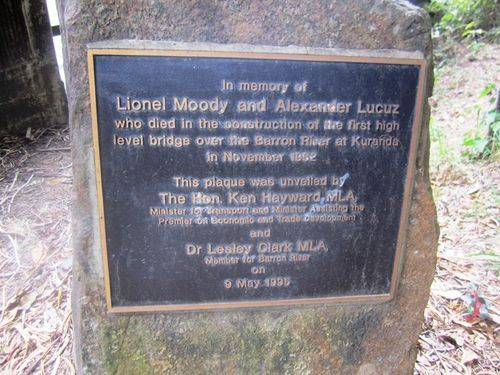 In memory of
Lionel Moody and Alexander Lucuz
who died in the construction of the first high
level bridge over the Barron River at Kuranda
in November 1962
This plaque was unveiled by
The Hon. Ken Hayward MLA,
Minister for Transport and Minister Assisting the
Premier on Economic and Trade Development
and
Dr Lesley Clark MLA,
Member for Barron River
on
9 May 1995